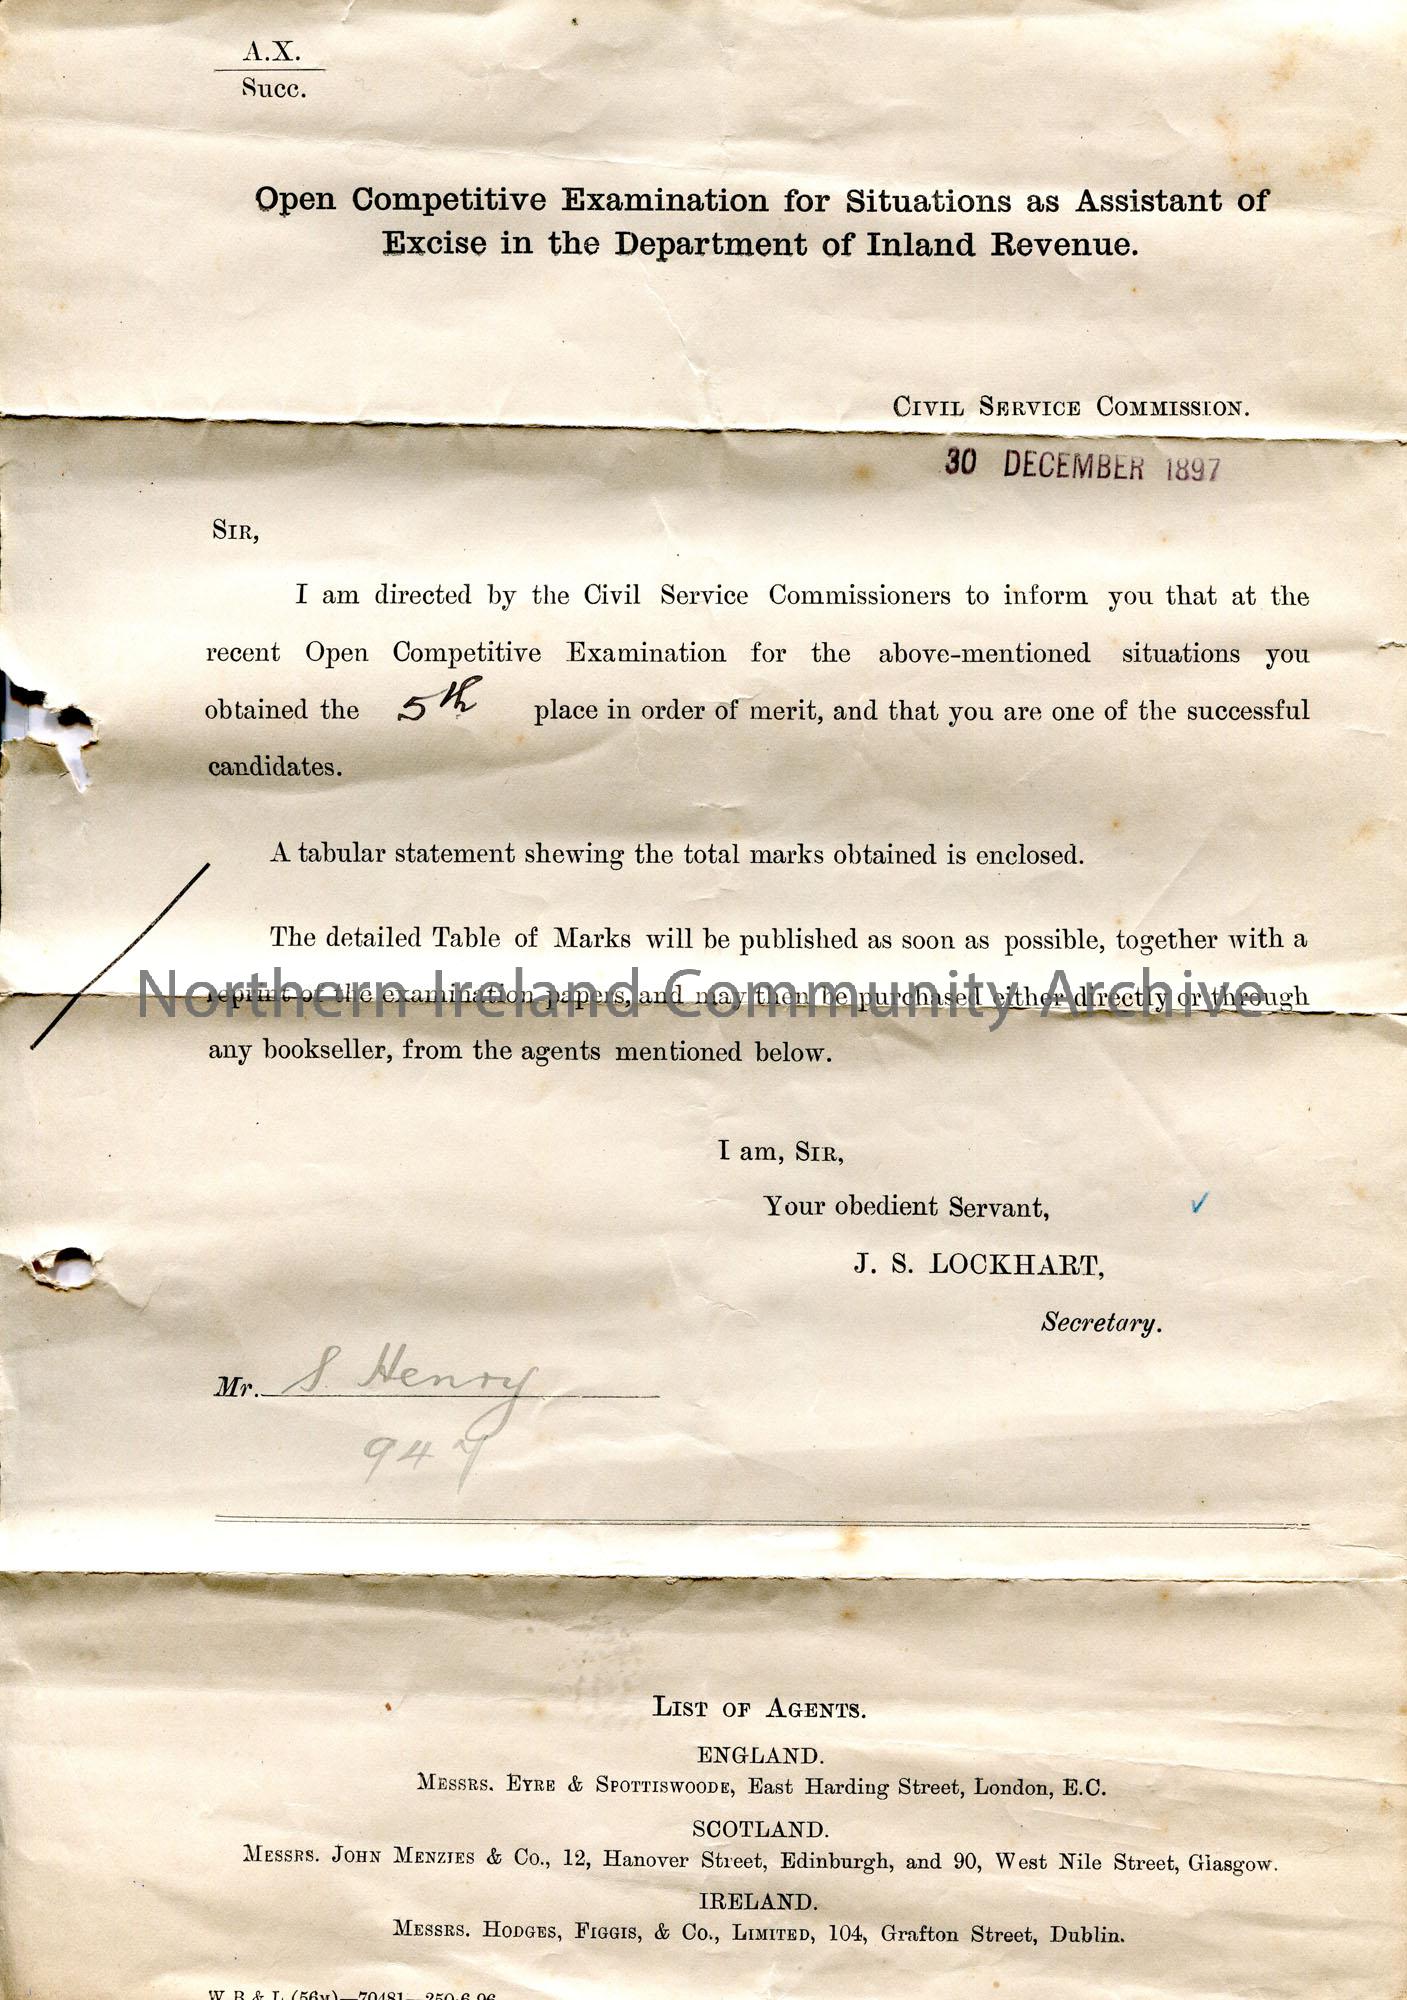 A.X.
Succ.
Open Competitive Examination for Situations as Assistant of
Excise in the Department of Inland Revenue.
CIVIL SERVICE COMMISSION.
30 DECEMBER 1897
SIR,
I am directed by the Civil Service Commissioners to inform you that at the
recent Open Competitive Examination for the above-mentioned situations you
obtained the 5th place in order of merit, and that you are one of the successful
candidates.
A tabular statement shewing the total marks obtained is enclosed.
The detailed Table of Marks will be published as soon as possible, together with a
reprint of the examination papers, and may then be purchased either directly or through
Northern Ireland Community Archive
any bookseller, from the agents mentioned below.
I am, SIR,
Your obedient Servant,
J. S. LOCKHART,
Secretary.
Mr. S. Henry
947
LIST OF AGENTS.
ENGLAND.
MESSRS. EYRE & SPOTTISWOODE, East Harding Street, London, E.C.
SCOTLAND.
MESSRS. JOHN MENZIES & CO., 12, Hanover Street, Edinburgh, and 90, West Nile Street, Glasgow.
IRELAND.
MESSRS. HODGES, FIGGIS, & CO., LIMITED, 104, Grafton Street, Dublin.
W B & L (56M)—70481—250-6-96